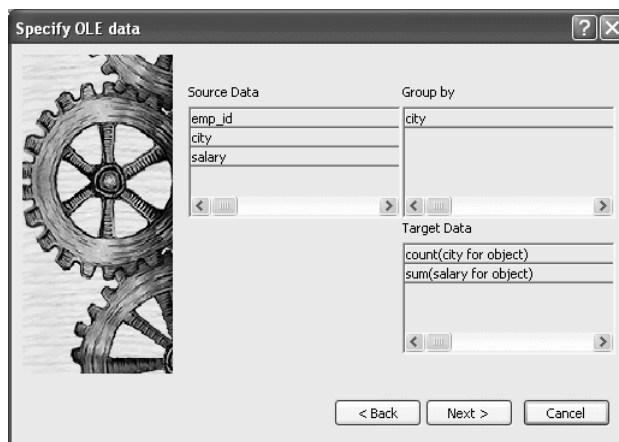 Specify OLE data
Source Data
emp_id
city
salary
Group by
city
Target Data
count(city for object)
sum(salary for object)
< Back
Next >
Cancel